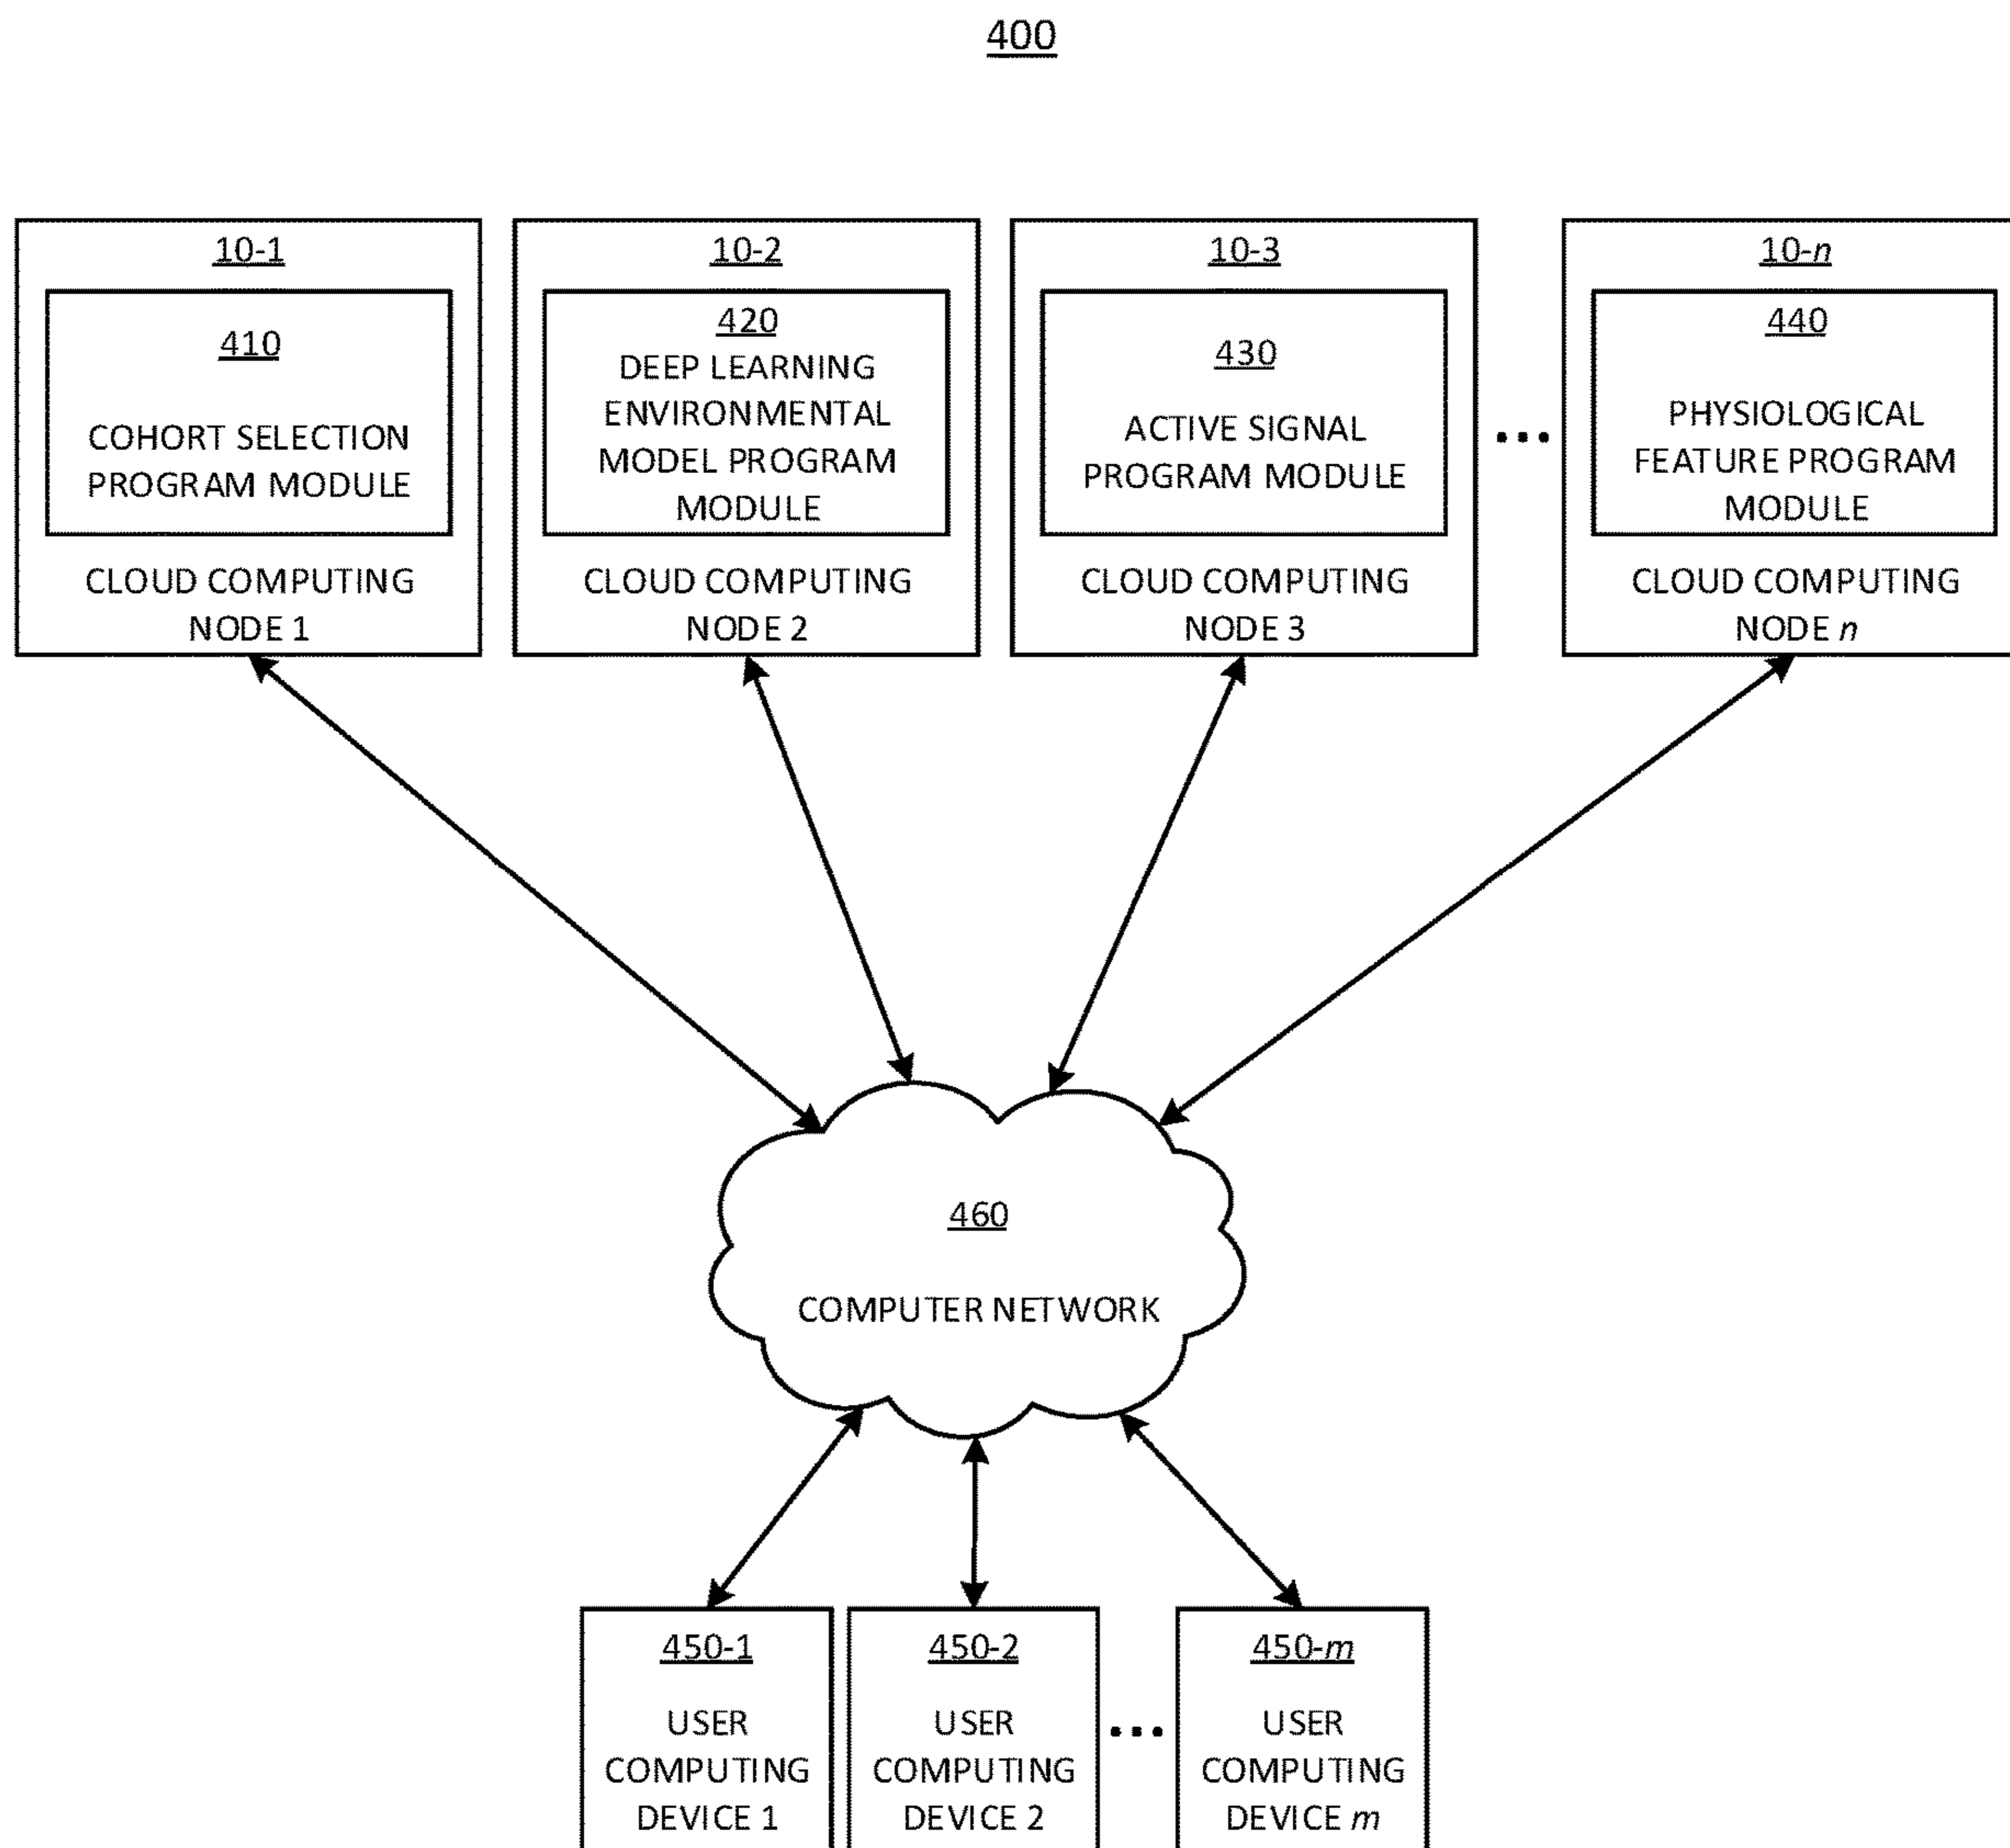 400
10-1
410
COHORT SELECTION
PROGRAM MODULE
CLOUD COMPUTING
NODE 1
10-2
420
DEEP LEARNING
ENVIRONMENTAL
MODEL PROGRAM
MODULE
CLOUD COMPUTING
NODE 2
10-3
430
ACTIVE SIGNAL
PROGRAM MODULE
CLOUD COMPUTING
NODE 3
...
10-n
440
PHYSIOLOGICAL
FEATURE PROGRAM
MODULE
CLOUD COMPUTING
NODE n
460
COMPUTER NETWORK
450-1
USER
COMPUTING
DEVICE 1
450-2
USER
COMPUTING
DEVICE 2
...
450-m
USER
COMPUTING
DEVICE m